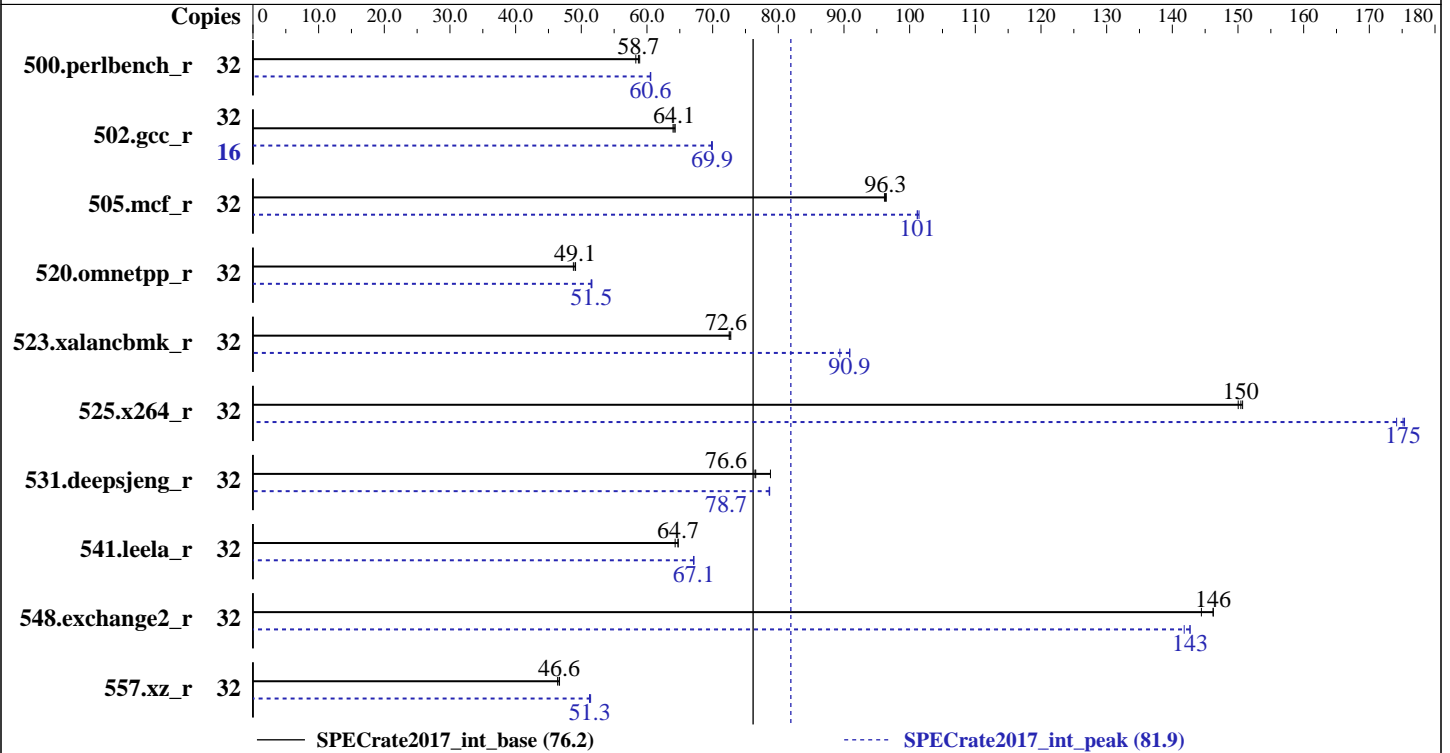 Copies 0 10.0 20.0 30.0 40.0 50.0 60.0 70.0 80.0 90.0 100 110 120 130 140 150 160 170 180
58.7
500.perlbench_r 32
60.6
32 64.1
502.gcc_r
16 69.9
96.3
505.mcf_r 32
101
49.1
520.omnetpp_r 32
51.5
72.6
523.xalancbmk_r 32
90.9
150
525.x264_r 32
175
76.6
531.deepsjeng_r 32
78.7
64.7
541.leela_r 32
67.1
146
548.exchange2_r 32
143
46.6
557.xz_r 32
51.3
SPECrate2017_int_base (76.2) SPECrate2017_int_peak (81.9)